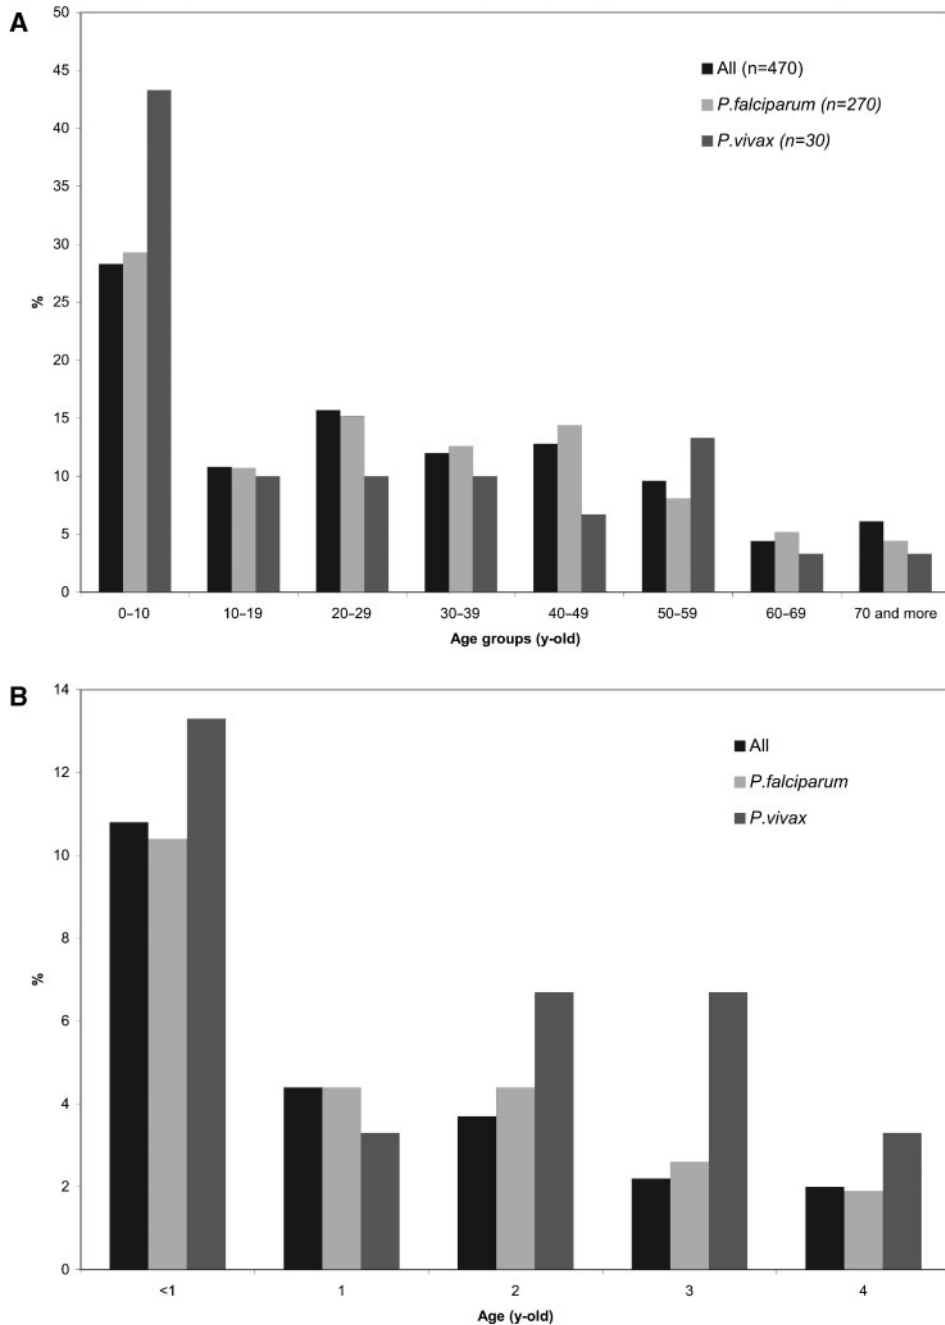 A
50
45
40
35
30
25
20
15
10
5
0
%
All (n=470)
P.falciparum (n=270)
P.vivax (n=30)
0–10 10–19 20–29 30–39 40–49 50–59 60–69 70 and more
Age groups (y-old)
B
14
12
10
8
6
4
2
0
%
All
P.falciparum
P.vivax
<1 1 2 3 4
Age (y-old)